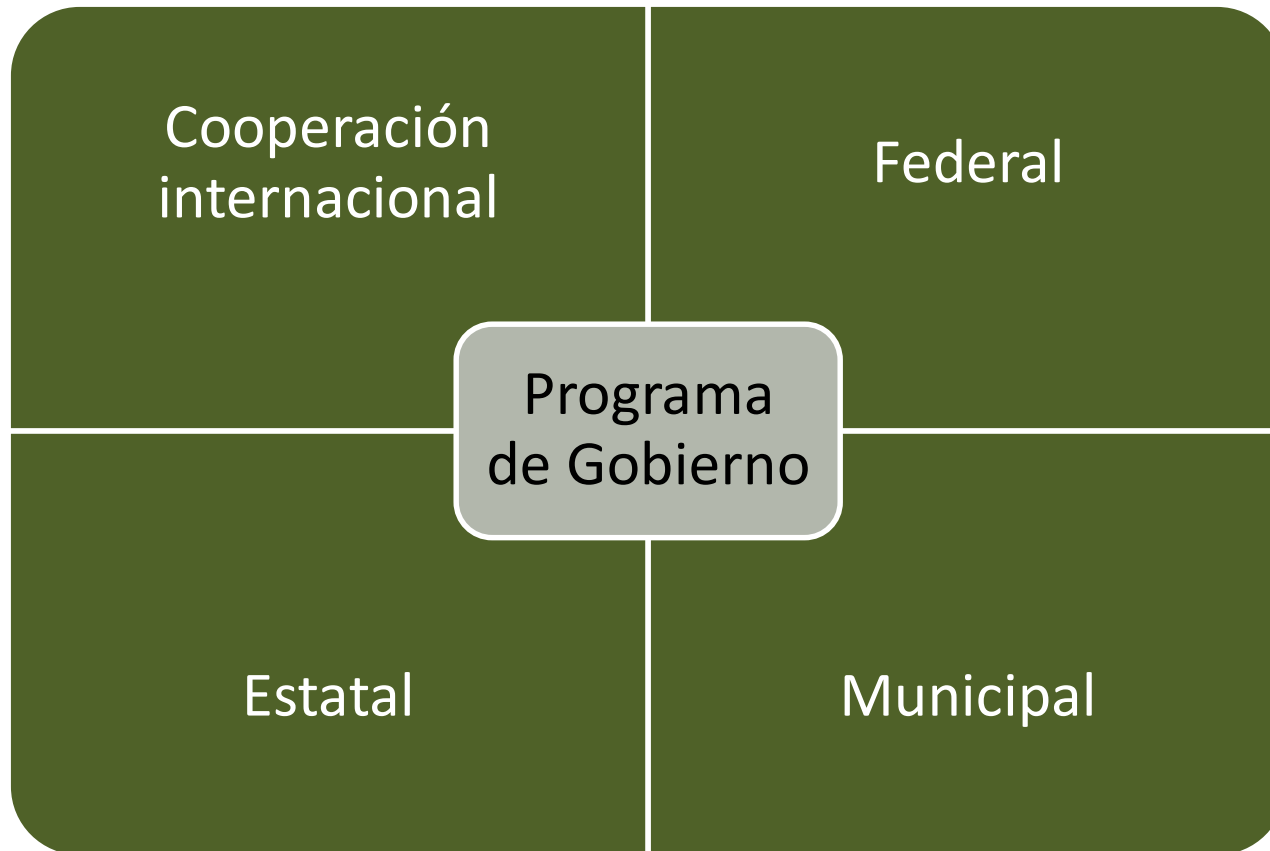 Cooperación
internacional
Federal
Programa
de Gobierno
Estatal
Municipal